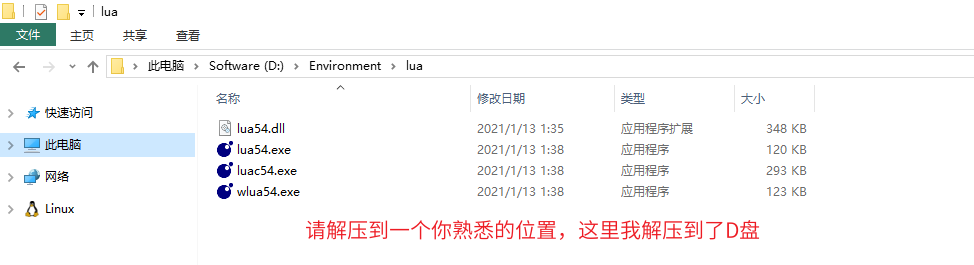 lua
文件 主页 共享 查看
此电脑 Software (D:) Environment lua
快速访问
此电脑
网络
Linux
名称 修改日期 类型 大小
lua54.dll 2021/1/13 1:35 应用程序扩展 348 KB
lua54.exe 2021/1/13 1:38 应用程序 120 KB
luac54.exe 2021/1/13 1:38 应用程序 293 KB
wlua54.exe 2021/1/13 1:38 应用程序 123 KB
请解压到一个你熟悉的位置，这里我解压到了D盘